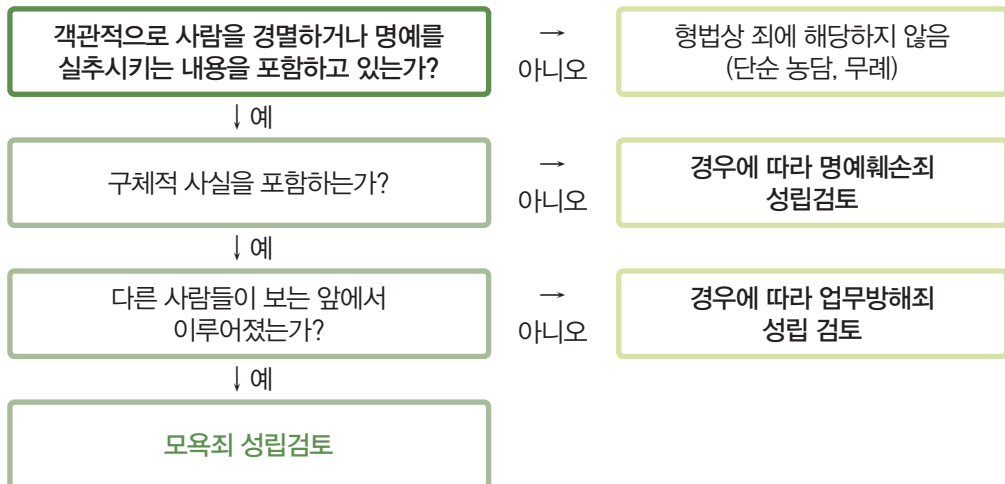 객관적으로 사람을 경멸하거나 명예를
실추시키는 내용을 포함하고 있는가?
→
아니오
형법상 죄에 해당하지 않음
(단순 농담, 무례)
↓ 예
구체적 사실을 포함하는가?
→
아니오
경우에 따라 명예훼손죄
성립검토
↓ 예
다른 사람들이 보는 앞에서
이루어졌는가?
→
아니오
경우에 따라 업무방해죄
성립 검토
↓ 예
모욕죄 성립검토